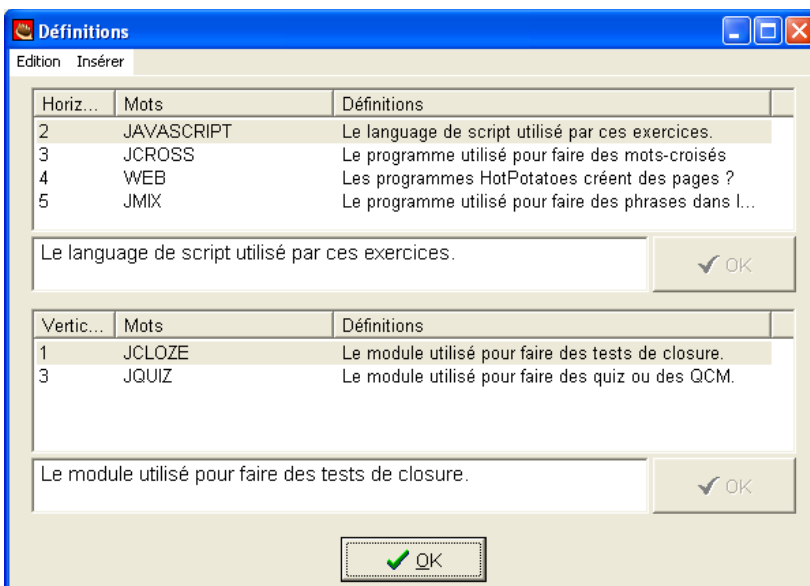 Définitions
Edition Insérer
Horiz... Mots Définitions
2 JAVASCRIPT Le language de script utilisé par ces exercices.
3 JCROSS Le programme utilisé pour faire des mots-croisés
4 WEB Les programmes HotPotatoes créent des pages ?
5 JMIX Le programme utilisé pour faire des phrases dans l...
Le language de script utilisé par ces exercices.
OK
Vertic... Mots Définitions
1 JCLOZE Le module utilisé pour faire des tests de closure.
3 JQUIZ Le module utilisé pour faire des quiz ou des QCM.
Le module utilisé pour faire des tests de closure.
OK
OK